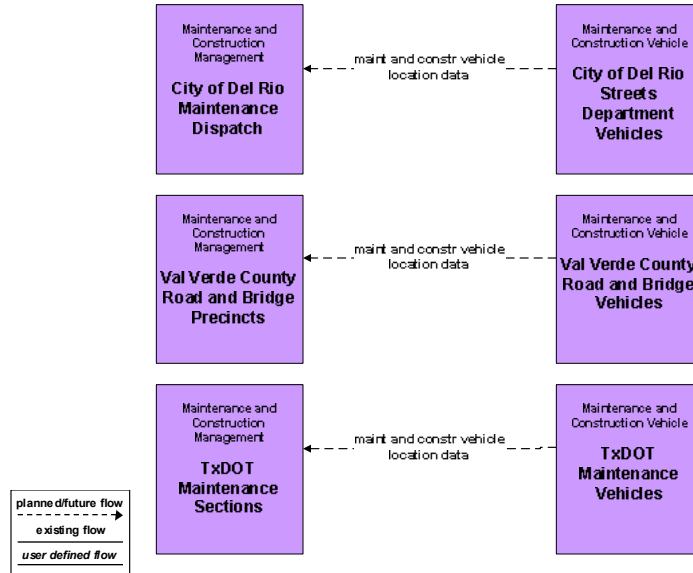 Maintenance and
Construction
Management
City of Del Rio
Maintenance
Dispatch
maint and constr vehicle
location data
Maintenance and
Construction Vehicle
City of Del Rio
Streets
Department
Vehicles
Maintenance and
Construction
Management
Val Verde County
Road and Bridge
Precincts
maint and constr vehicle
location data
Maintenance and
Construction Vehicle
Val Verde County
Road and Bridge
Vehicles
Maintenance and
Construction
Management
TxDOT
Maintenance
Sections
maint and constr vehicle
location data
Maintenance and
Construction Vehicle
TxDOT
Maintenance
Vehicles
planned/future flow
existing flow
user defined flow